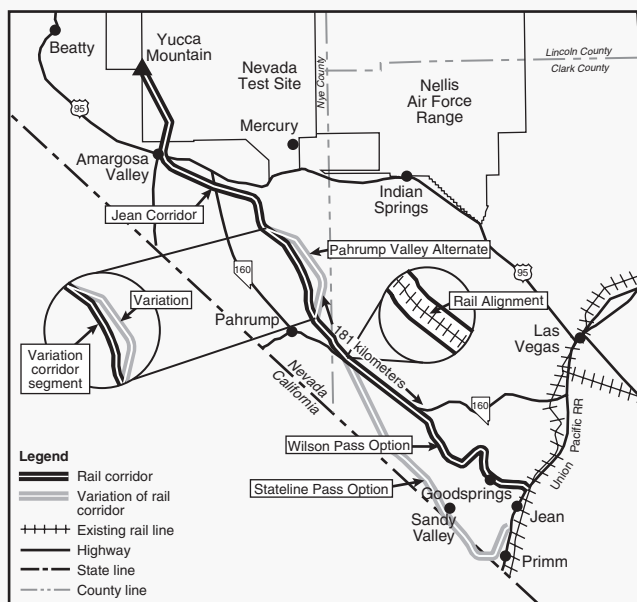 Beatty
Yucca
Mountain
Nevada
Test Site
Nye County
Lincoln County
Clark County
Nellis
Air Force
Range
95
Mercury
Amargosa
Valley
Indian
Springs
Jean Corridor
Pahrump Valley Alternate
95
160
Variation
Rail Alignment
Las
Vegas
Pahrump
181 kilometers
Variation
corridor
segment
Nevada
California
160
Union Pacific RR
Wilson Pass Option
Legend
Rail corridor
Variation of rail
corridor
Existing rail line
Highway
State line
County line
Stateline Pass Option
Goodsprings
Sandy
Valley
Jean
Primm